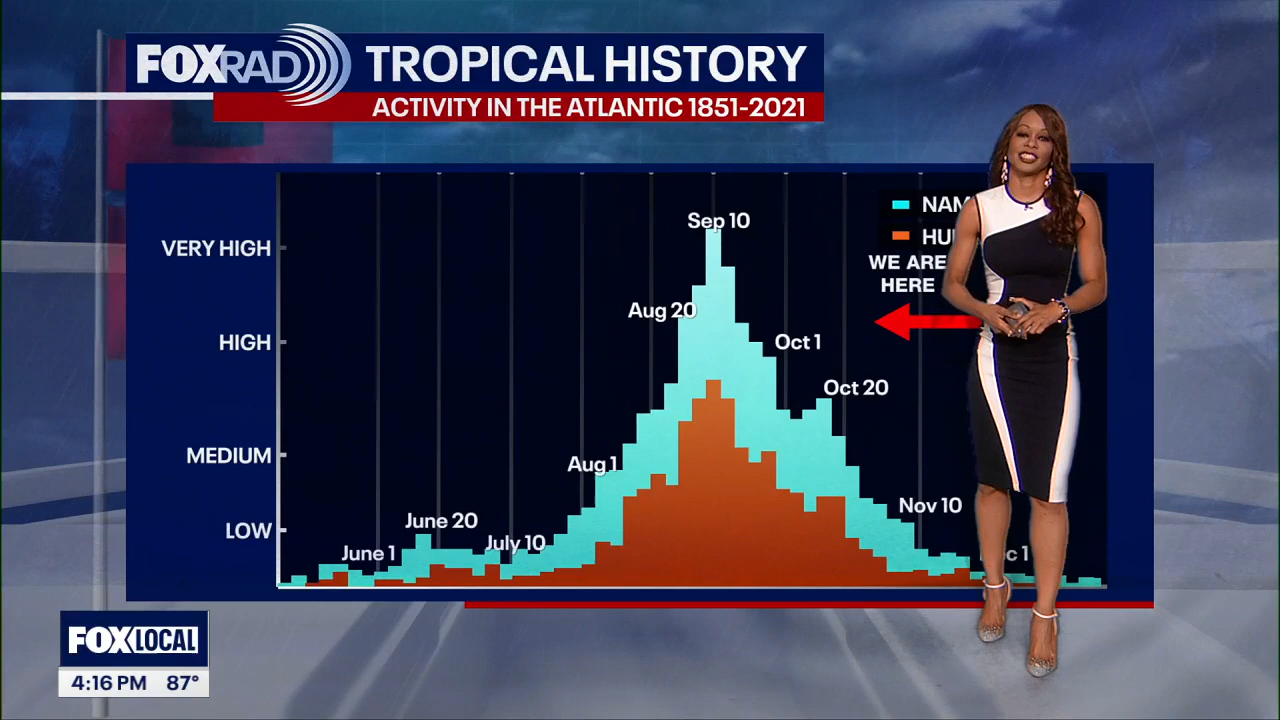 FOX RAD TROPICAL HISTORY
ACTIVITY IN THE ATLANTIC 1851-2021
WE ARE
HERE
VERY HIGH
HIGH
MEDIUM
LOW
Sep 10
Aug 20
Oct 1
Oct 20
Aug 1
Nov 10
June 20
July 10
June 1
FOX LOCAL
4:16 PM 87°